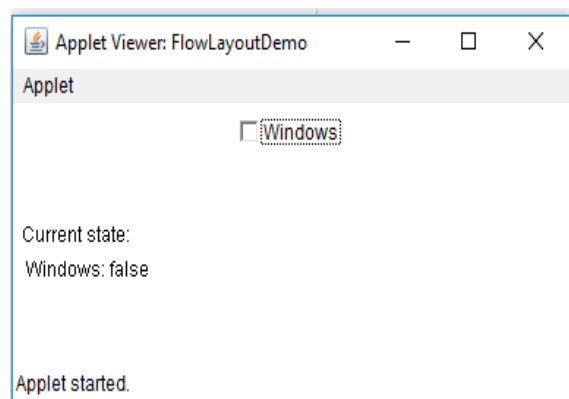 Applet Viewer: FlowLayoutDemo
Applet
Windows
Current state:
Windows: false
Applet started.